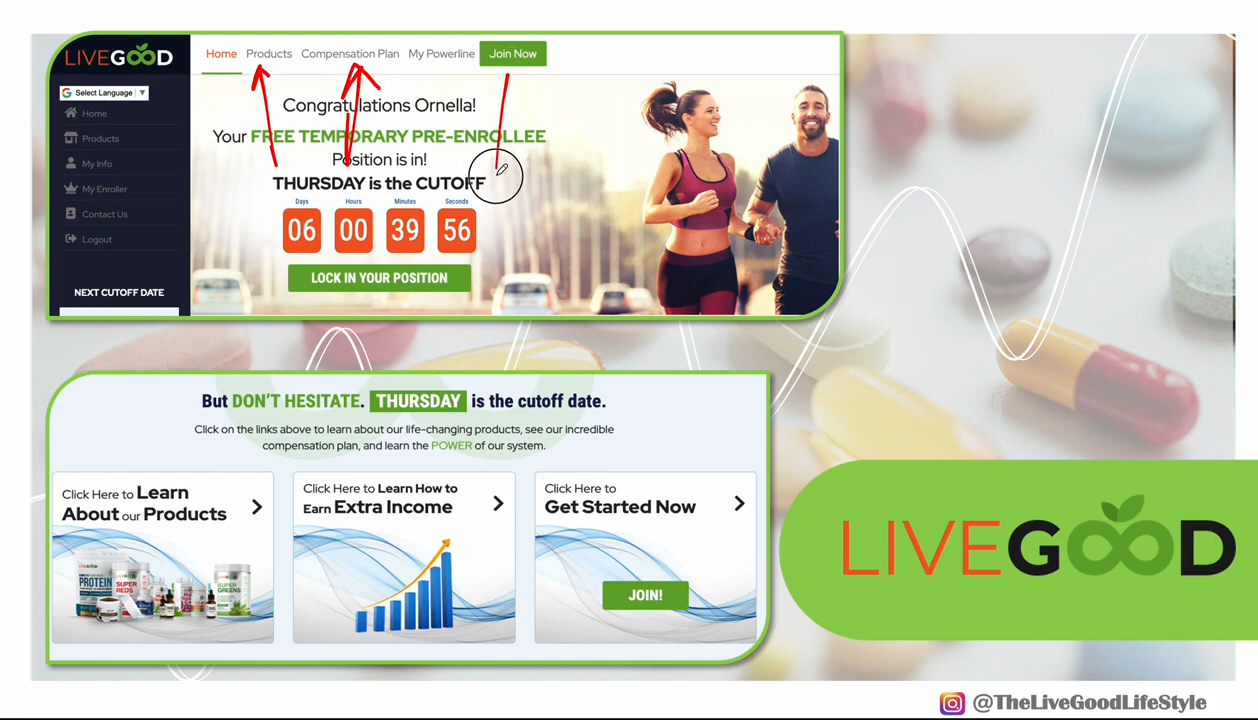 LIVEGOOD
Home Products Compensation Plan My Powerline Join Now
Select Language ▼
Home
Products
My Info
My Enroller
Contact Us
Logout
NEXT CUTOFF DATE
Congratulations Ornella!
Your FREE TEMPORARY PRE-ENROLLEE
Position is in!
THURSDAY is the CUTOFF
Days Hours Minutes Seconds
06 00 39 56
LOCK IN YOUR POSITION
But DON'T HESITATE. THURSDAY is the cutoff date.
Click on the links above to learn about our life-changing products, see our incredible
compensation plan, and learn the POWER of our system.
Click Here to Learn
About our Products
PROTEIN
SUPER
REDS
SUPER
GREENS
Click Here to Learn How to
Earn Extra Income
Click Here to
Get Started Now
JOIN!
LIVEGOOD
@TheLiveGoodLifeStyle